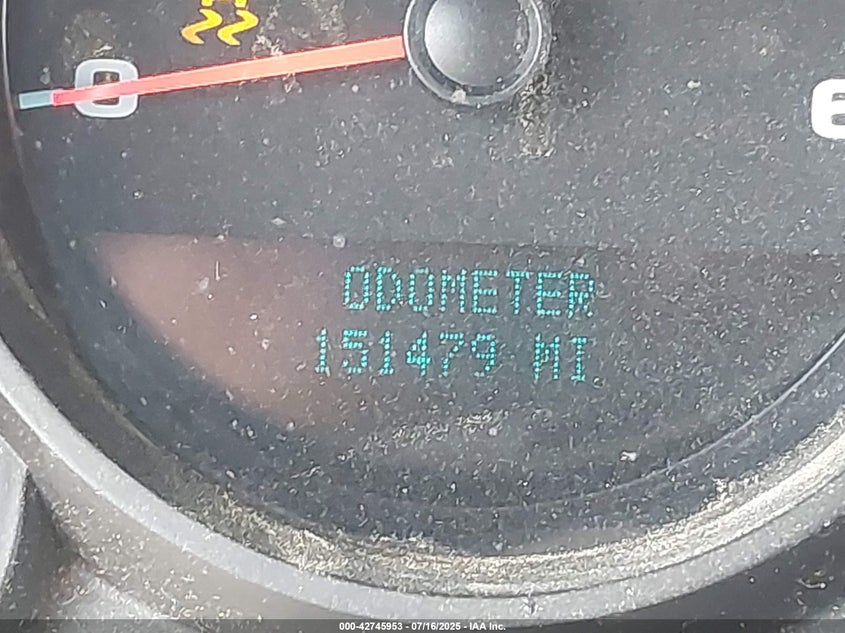 0
6
ODOMETER
151479 MI
000-42745953 - 07/16/2025 - IAA Inc.